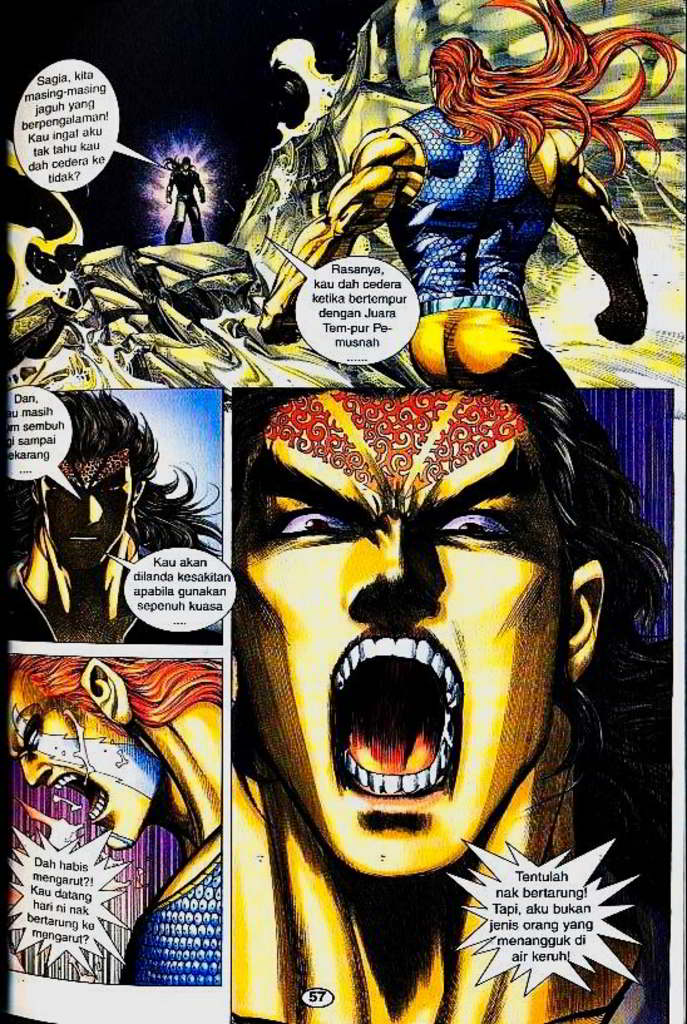 Sagia, kita
masing-masing
jaguh yang
berpengalaman!
Kau ingat aku
tak tahu kau
dah cedera ke
tidak?
Rasanya,
kau dah cedera
ketika bertempur
dengan Juara
Tem-pur Pe-
musnah
......
Dan,
au masih
m sembuh
gi sampai
ekarang
....
Kau akan
dilanda kesakitan
apabila gunakan
sepenuh kuasa
....
Dah habis
mengarut?!
Kau datang
hari ni nak
bertarung ke
mengarut?
Tentulah
nak bertarung!
Tapi, aku bukan
jenis orang yang
menangguk di
air keruh!
57